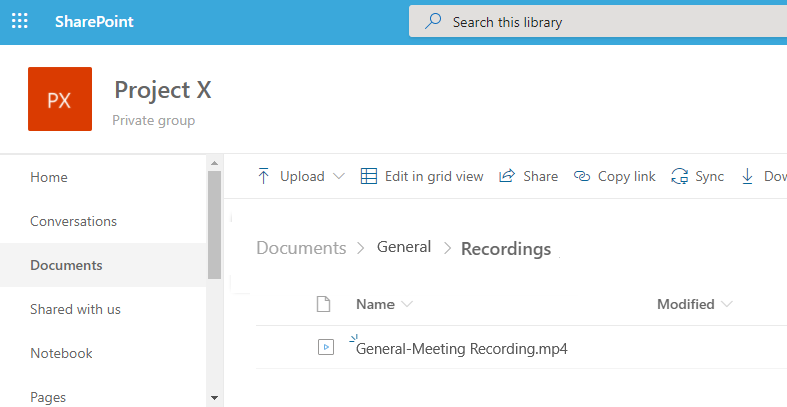 SharePoint
Search this library
PX
Project X
Private group
Home
Conversations
Documents
Shared with us
Notebook
Pages
Upload Edit in grid view Share Copy link Sync Dow
Documents > General > Recordings
Name Modified
General-Meeting Recording.mp4